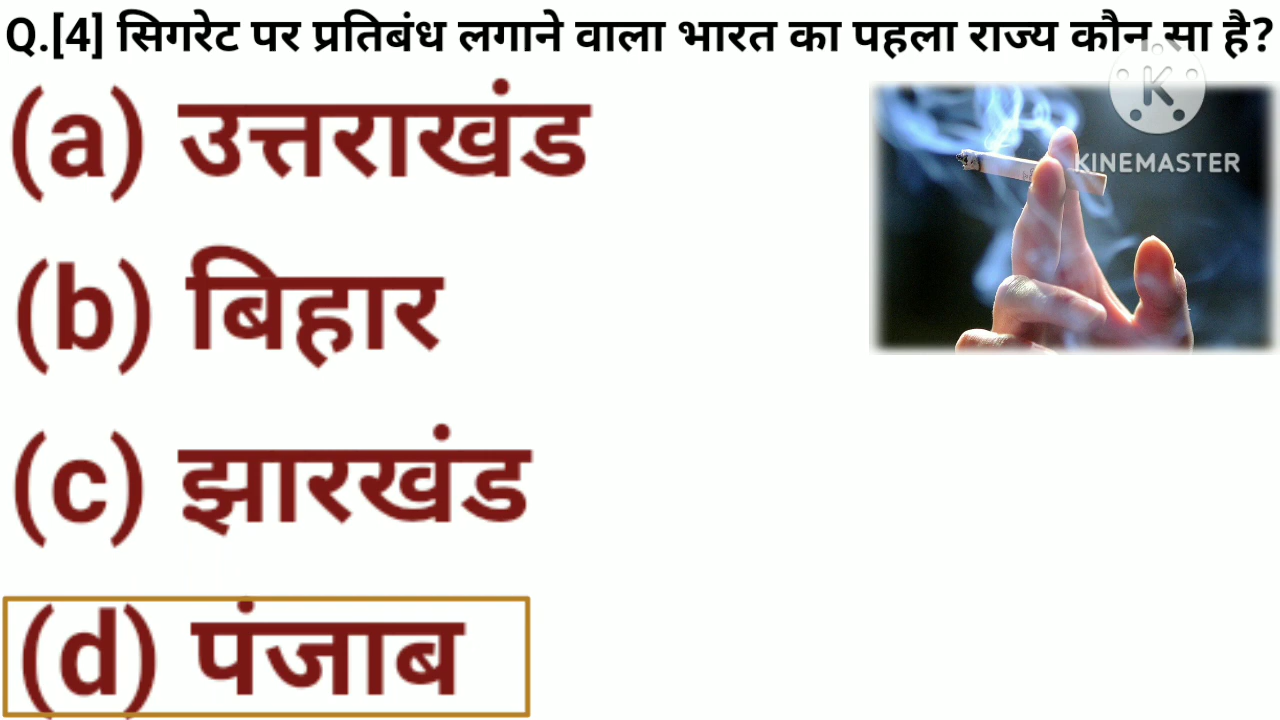 Q.[4] सिगरेट पर प्रतिबंध लगाने वाला भारत का पहला राज्य कौन सा है?
K
KINEMASTER
(a) उत्तराखंड
(b) बिहार
(c) झारखंड
(d) पंजाब